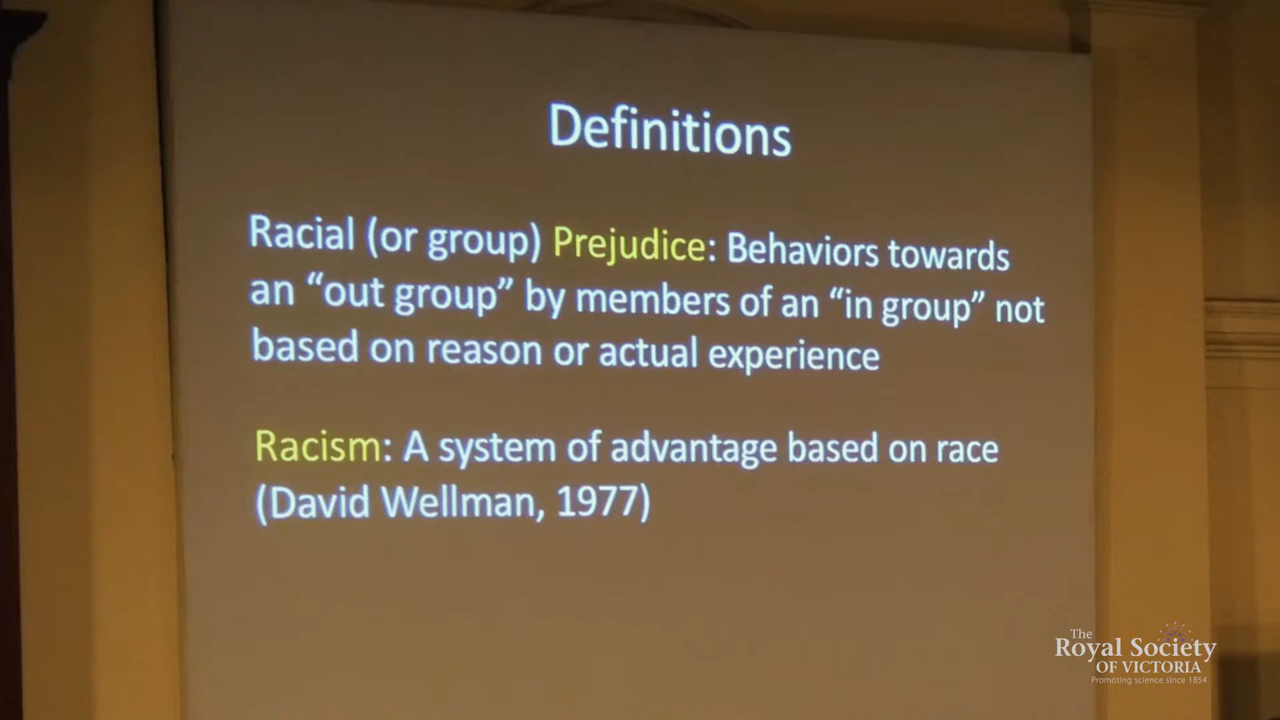 Definitions
Racial (or group) Prejudice: Behaviors towards
an “out group” by members of an “in group” not
based on reason or actual experience
Racism: A system of advantage based on race
(David Wellman, 1977)
The
Royal Society
OF VICTORIA
Promoting science since 1854